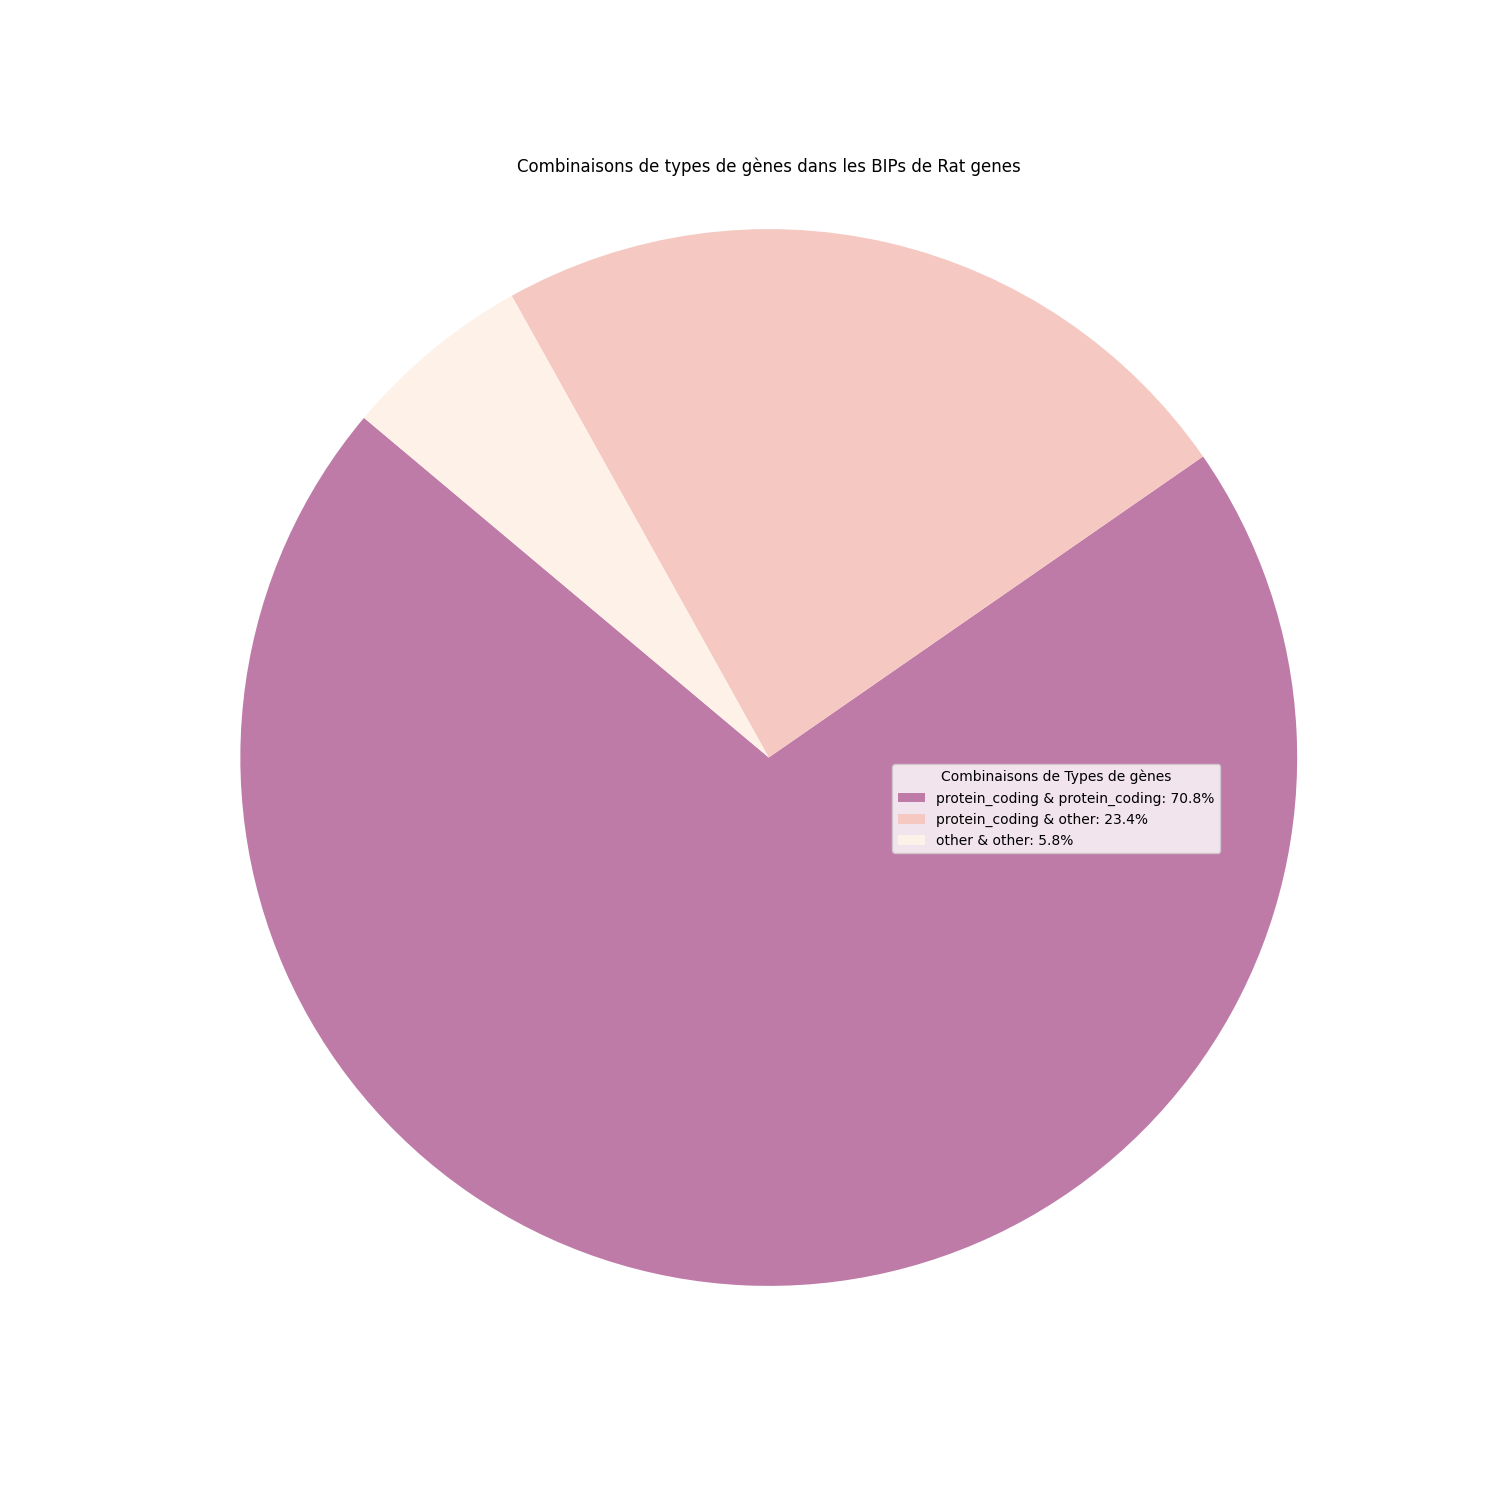 Combinaisons de types de gènes dans les BIPs de Rat genes
Combinaisons de Types de gènes
protein_coding & protein_coding: 70.8%
protein_coding & other: 23.4%
other & other: 5.8%